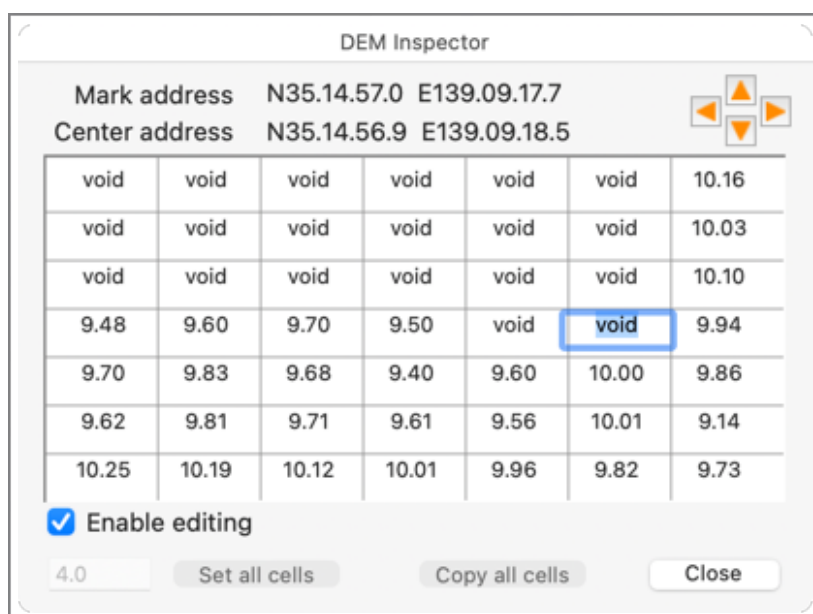 DEM Inspector
Mark address N35.14.57.0 E139.09.17.7
Center address N35.14.56.9 E139.09.18.5
void void void void void void 10.16
void void void void void void 10.03
void void void void void void 10.10
9.48 9.60 9.70 9.50 void void 9.94
9.70 9.83 9.68 9.40 9.60 10.00 9.86
9.62 9.81 9.71 9.61 9.56 10.01 9.14
10.25 10.19 10.12 10.01 9.96 9.82 9.73
Enable editing
4.0 Set all cells Copy all cells Close